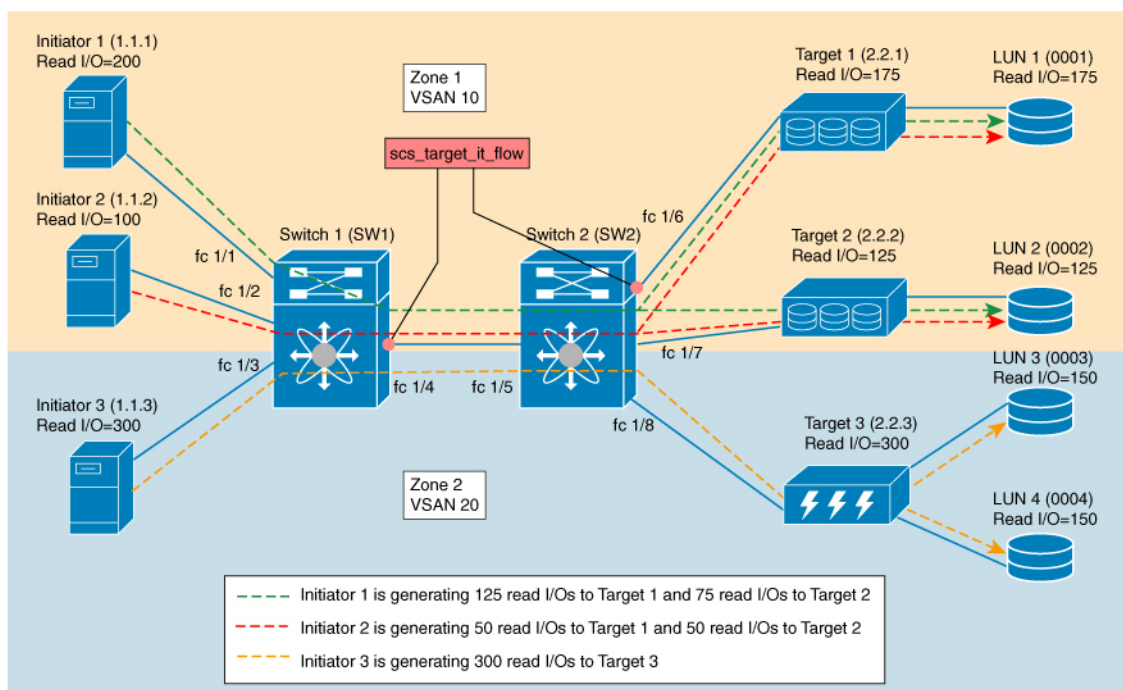 Initiator 1 (1.1.1)
Read I/O=200
Zone 1
VSAN 10
Target 1 (2.2.1)
Read I/O=175
LUN 1 (0001)
Read I/O=175
scs_target_it_flow
Initiator 2 (1.1.2)
Read I/O=100
fc 1/1
fc 1/2
Switch 1 (SW1)
Switch 2 (SW2)
fc 1/6
Target 2 (2.2.2)
Read I/O=125
LUN 2 (0002)
Read I/O=125
fc 1/3
fc 1/4
fc 1/5
fc 1/7
fc 1/8
LUN 3 (0003)
Read I/O=150
Initiator 3 (1.1.3)
Read I/O=300
Target 3 (2.2.3)
Read I/O=300
Zone 2
VSAN 20
LUN 4 (0004)
Read I/O=150
Initiator 1 is generating 125 read I/Os to Target 1 and 75 read I/Os to Target 2
Initiator 2 is generating 50 read I/Os to Target 1 and 50 read I/Os to Target 2
Initiator 3 is generating 300 read I/Os to Target 3